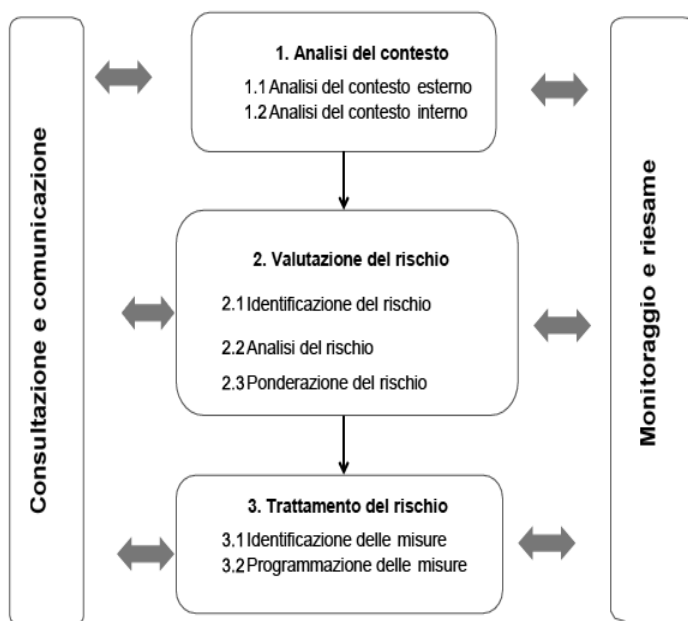 Consultazione e comunicazione
1. Analisi del contesto
1.1 Analisi del contesto esterno
1.2 Analisi del contesto interno
2. Valutazione del rischio
2.1 Identificazione del rischio
2.2 Analisi del rischio
2.3 Ponderazione del rischio
3. Trattamento del rischio
3.1 Identificazione delle misure
3.2 Programmazione delle misure
Monitoraggio e riesame